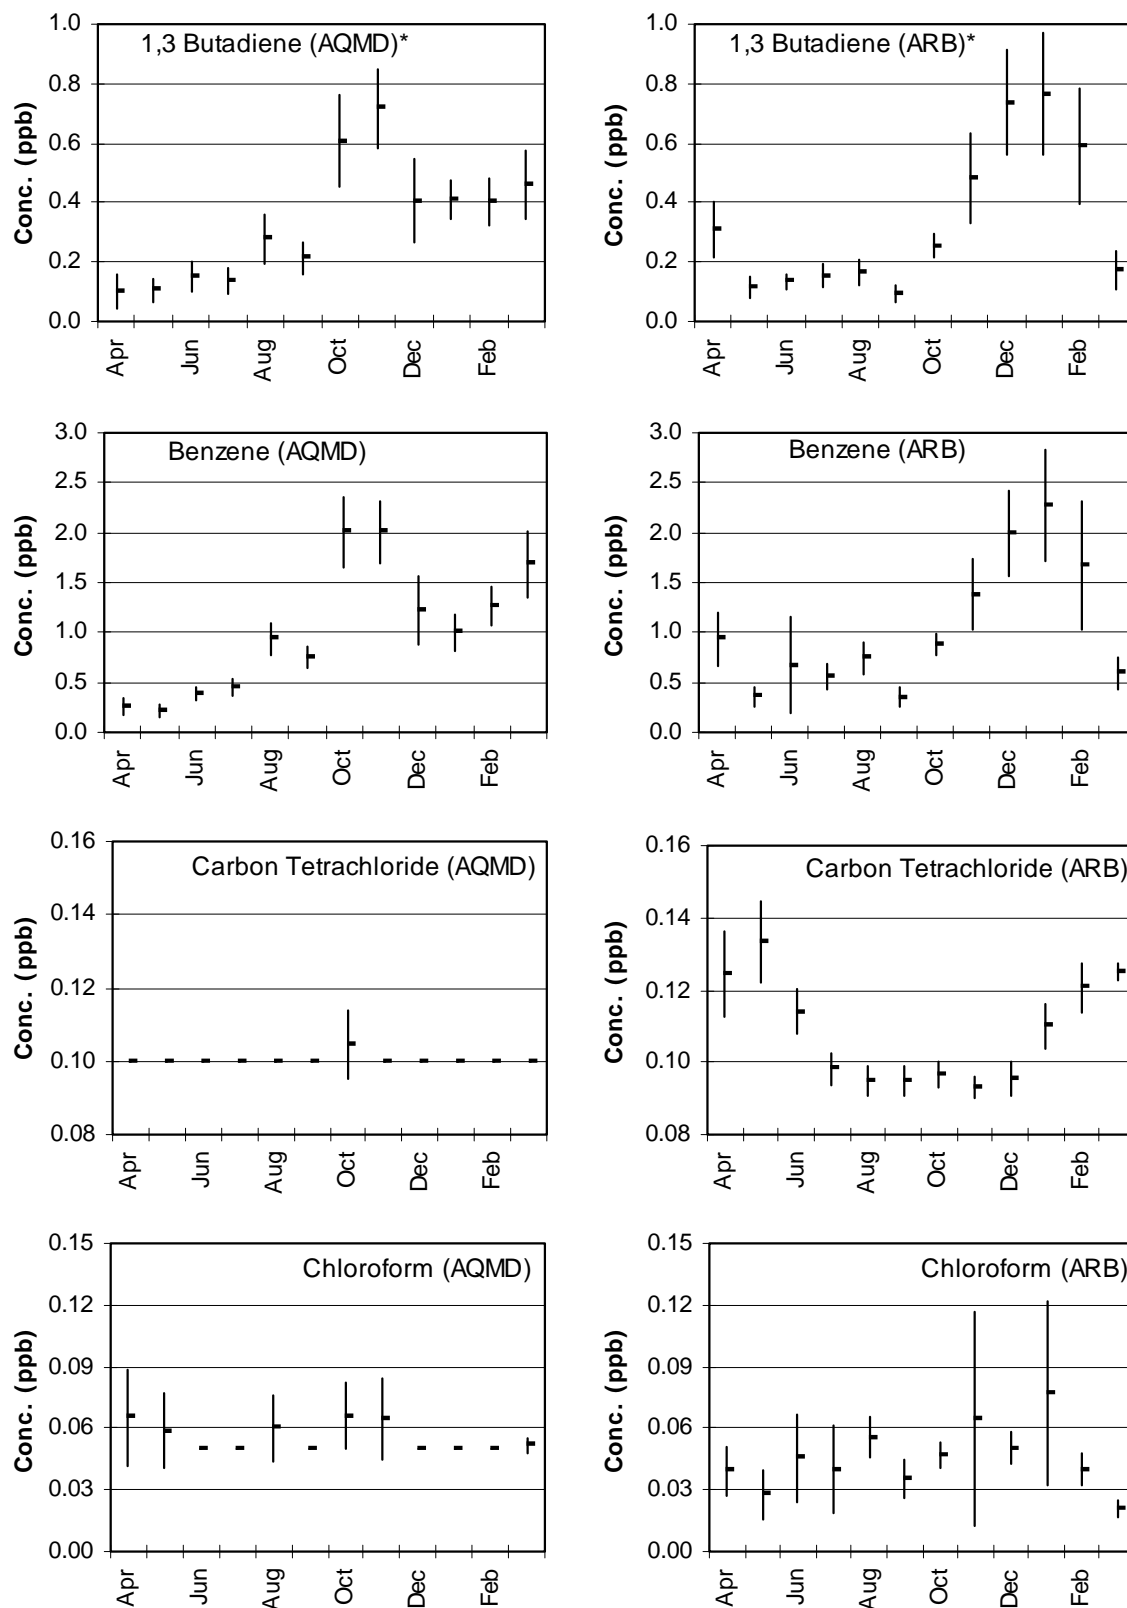 1,3 Butadiene (AQMD)*
Conc. (ppb)
1.0
0.8
0.6
0.4
0.2
0.0
Apr
Jun
Aug
Oct
Dec
Feb
1,3 Butadiene (ARB)*
Conc. (ppb)
1.0
0.8
0.6
0.4
0.2
0.0
Apr
Jun
Aug
Oct
Dec
Feb
Benzene (AQMD)
Conc. (ppb)
3.0
2.5
2.0
1.5
1.0
0.5
0.0
Apr
Jun
Aug
Oct
Dec
Feb
Benzene (ARB)
Conc. (ppb)
3.0
2.5
2.0
1.5
1.0
0.5
0.0
Apr
Jun
Aug
Oct
Dec
Feb
Carbon Tetrachloride (AQMD)
Conc. (ppb)
0.16
0.14
0.12
0.10
0.08
Apr
Jun
Aug
Oct
Dec
Feb
Carbon Tetrachloride (ARB)
Conc. (ppb)
0.16
0.14
0.12
0.10
0.08
Apr
Jun
Aug
Oct
Dec
Feb
Chloroform (AQMD)
Conc. (ppb)
0.15
0.12
0.09
0.06
0.03
0.00
Apr
Jun
Aug
Oct
Dec
Feb
Chloroform (ARB)
Conc. (ppb)
0.15
0.12
0.09
0.06
0.03
0.00
Apr
Jun
Aug
Oct
Dec
Feb